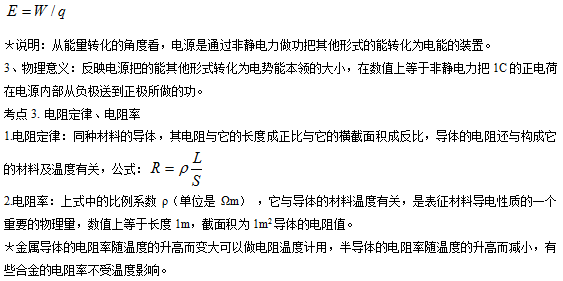 E = W / q
＊说明：从能量转化的角度看，电源是通过非静电力做功把其他形式的能转化为电能的装置。
3、物理意义：反映电源把的能其他形式转化为电势能本领的大小，在数值上等于非静电力把 1C 的正电荷
在电源内部从负极送到正极所做的功。
考点 3. 电阻定律、电阻率
1.电阻定律：同种材料的导体，其电阻与它的长度成正比与它的横截面积成反比，导体的电阻还与构成它
的材料及温度有关，公式：R = ρ L/S
2.电阻率：上式中的比例系数 ρ（单位是 Ωm），它与导体的材料温度有关，是表征材料导电性质的一个
重要的物理量，数值上等于长度 1m，截面积为 1m² 导体的电阻值。
＊金属导体的电阻率随温度的升高而变大可以做电阻温度计用，半导体的电阻率随温度的升高而减小，有
些合金的电阻率不受温度影响。